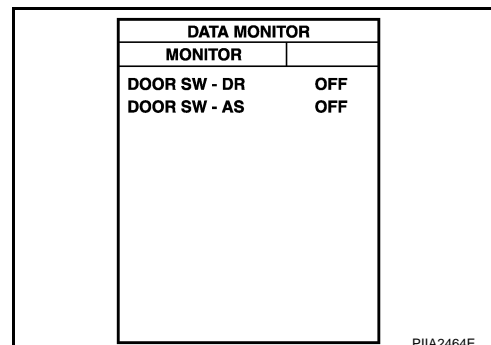 DATA MONITOR
MONITOR
DOOR SW - DR OFF
DOOR SW - AS OFF
PIIA2464E